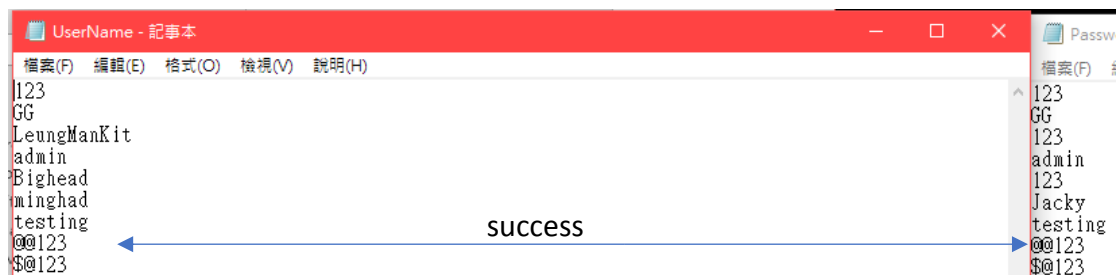 UserName - 記事本
檔案(F) 編輯(E) 格式(O) 檢視(V) 說明(H)
123
GG
LeungManKit
admin
Bighead
minghad
testing
@@123
$@123
success
Passw
檔案(F)
123
GG
123
admin
123
Jacky
testing
@@123
$@123